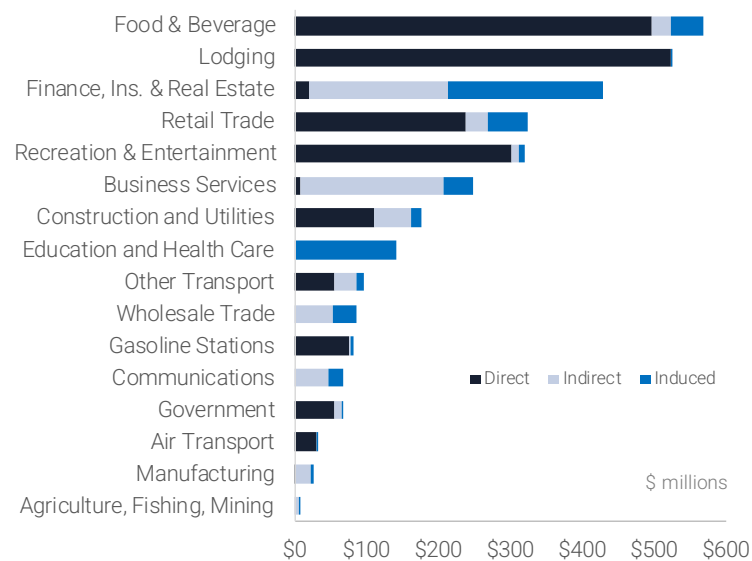 Food & Beverage
Lodging
Finance, Ins. & Real Estate
Retail Trade
Recreation & Entertainment
Business Services
Construction and Utilities
Education and Health Care
Other Transport
Wholesale Trade
Gasoline Stations
Communications
Direct Indirect Induced
Government
Air Transport
Manufacturing
$ millions
Agriculture, Fishing, Mining
$0 $100 $200 $300 $400 $500 $600